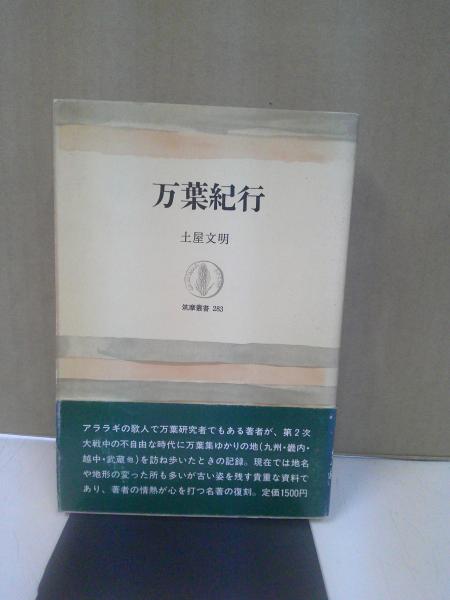 万葉紀行
土屋文明
筑摩叢書 283
アララギの歌人で万葉研究者でもある著者が、第2次
大戦中の不自由な時代に万葉集ゆかりの地(九州・畿内・
越中・武蔵他)を訪ね歩いたときの記録。現在では地名
や地形の変った所も多いが古い姿を残す貴重な資料で
あり、著者の情熱が心を打つ名著の復刻。定価1500円